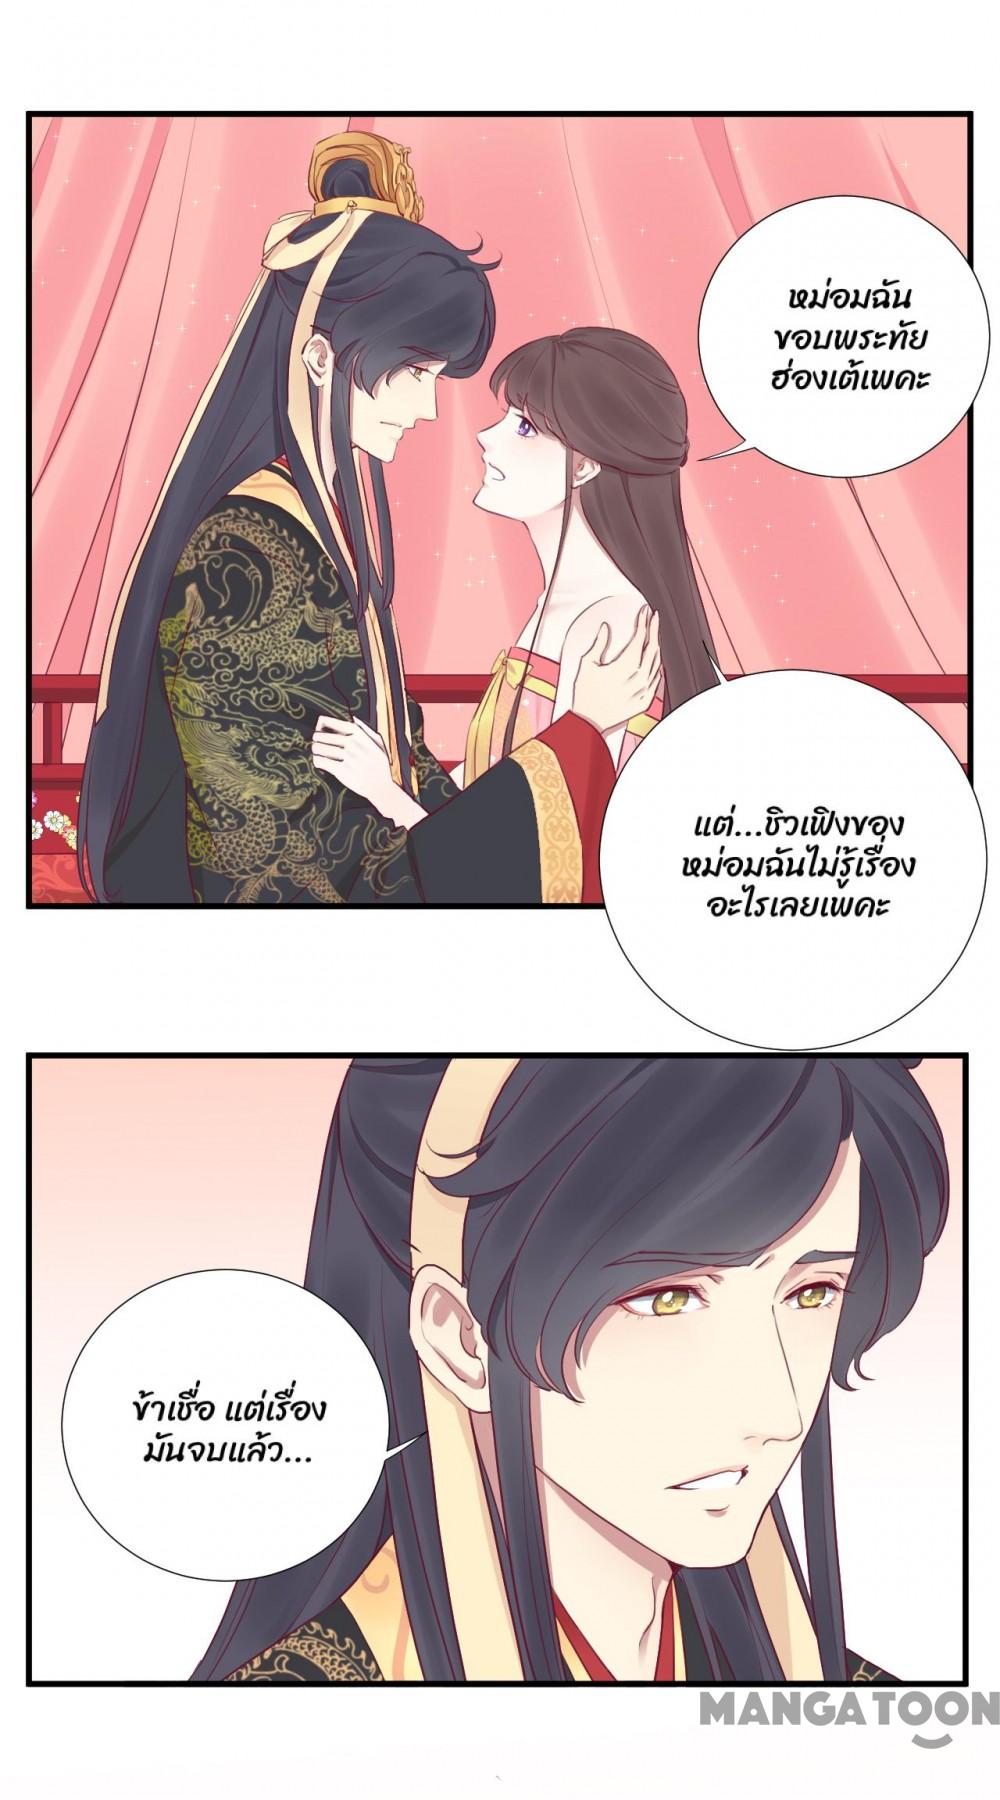 หม่อมฉัน
ขอบพระทัย
ฮ่องเต้เพคะ
แต่...ชิวเฟิงของ
หม่อมฉันไม่รู้เรื่อง
อะไรเลยเพคะ
ข้าเชื่อ แต่เรื่อง
มันจบแล้ว...
MANGATOON